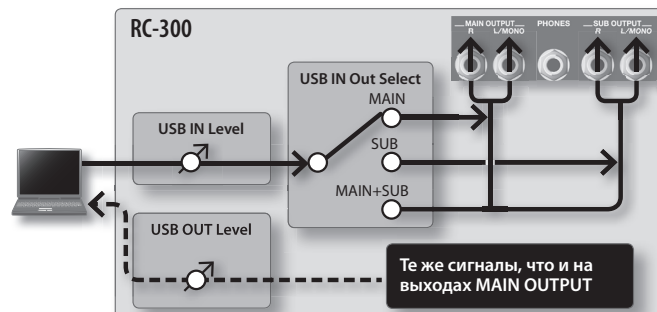 RC-300
MAIN OUTPUT
R
L/MONO
PHONES
SUB OUTPUT
R
L/MONO
USB IN Out Select
MAIN
USB IN Level
SUB
MAIN+SUB
USB OUT Level
Те же сигналы, что и на
выходах MAIN OUTPUT